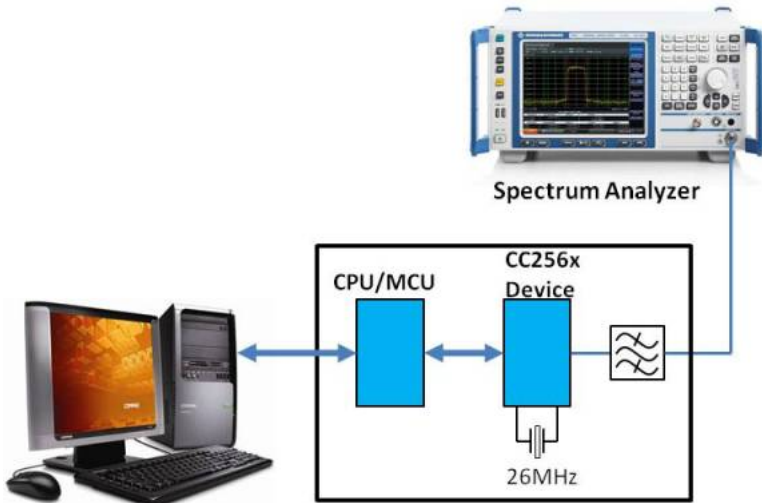 Spectrum Analyzer
CPU/MCU
CC256x
Device
26MHz